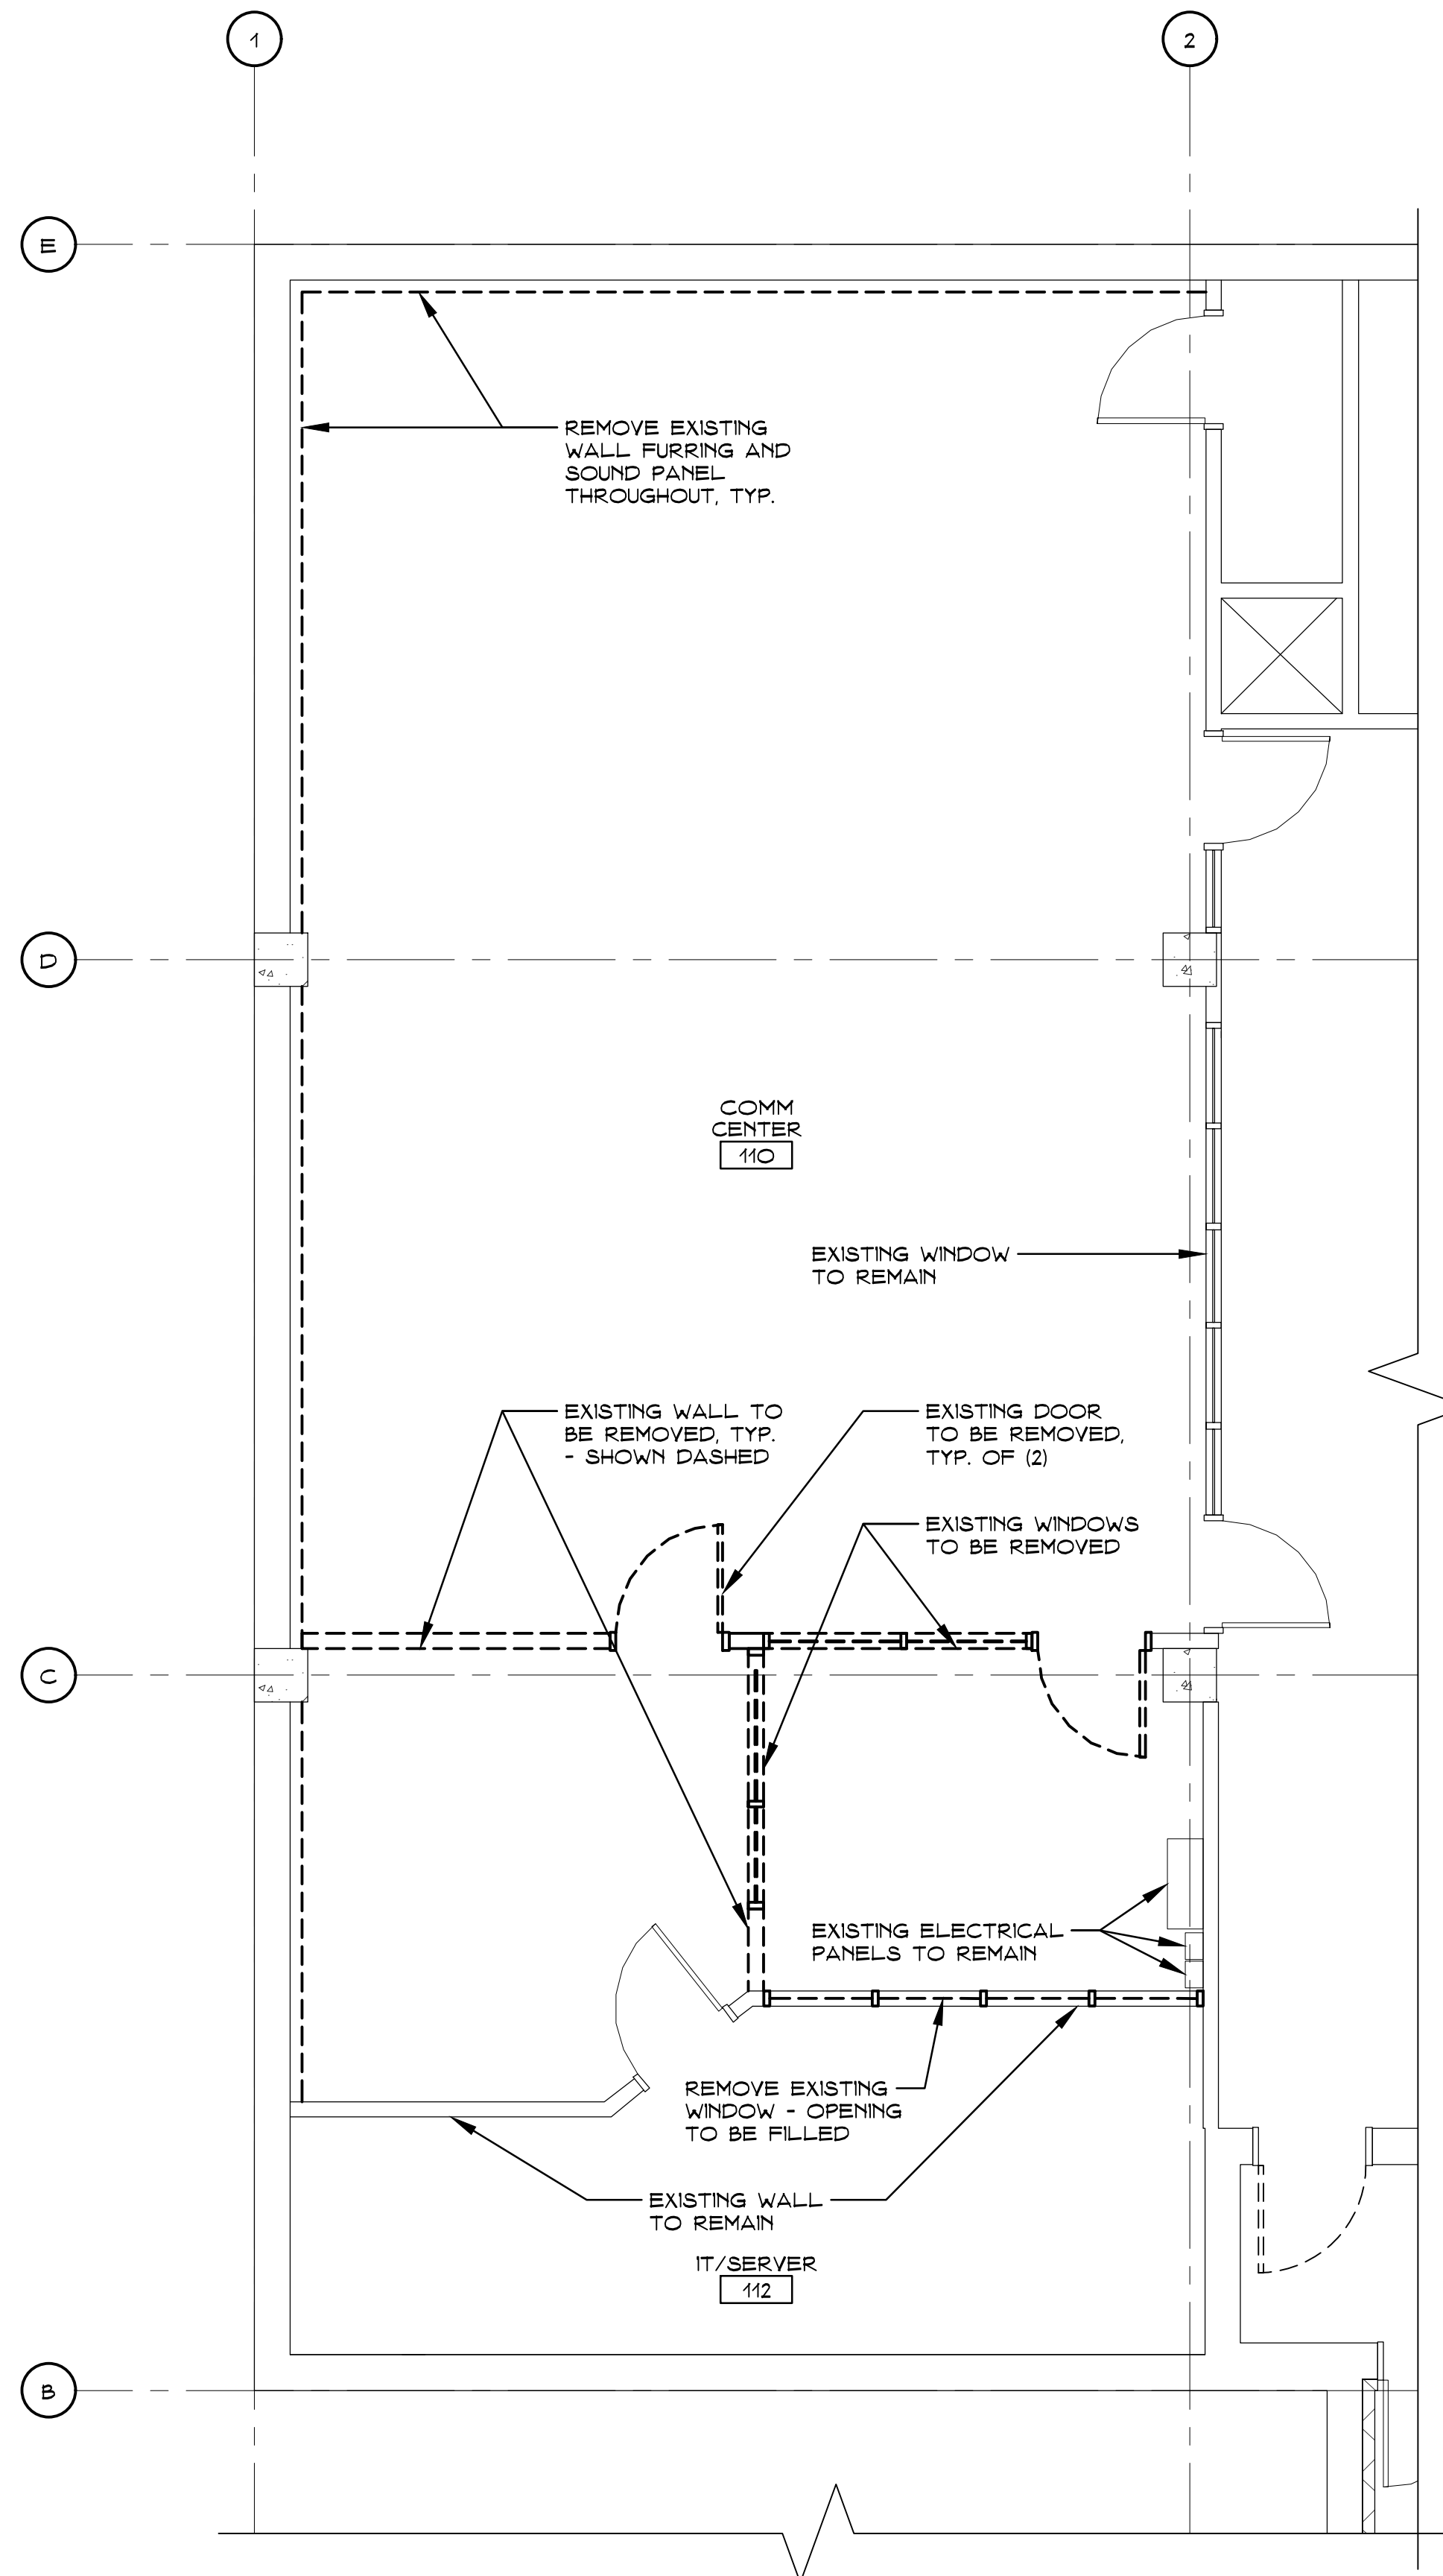 1
2
E
REMOVE EXISTING
WALL FURRING AND
SOUND PANEL
THROUGHOUT, TYP.
D
COMM
CENTER
110
EXISTING WINDOW
TO REMAIN
EXISTING WALL TO
BE REMOVED, TYP.
- SHOWN DASHED
EXISTING DOOR
TO BE REMOVED,
TYP. OF (2)
EXISTING WINDOWS
TO BE REMOVED
C
EXISTING ELECTRICAL
PANELS TO REMAIN
REMOVE EXISTING
WINDOW - OPENING
TO BE FILLED
EXISTING WALL
TO REMAIN
IT/SERVER
112
B